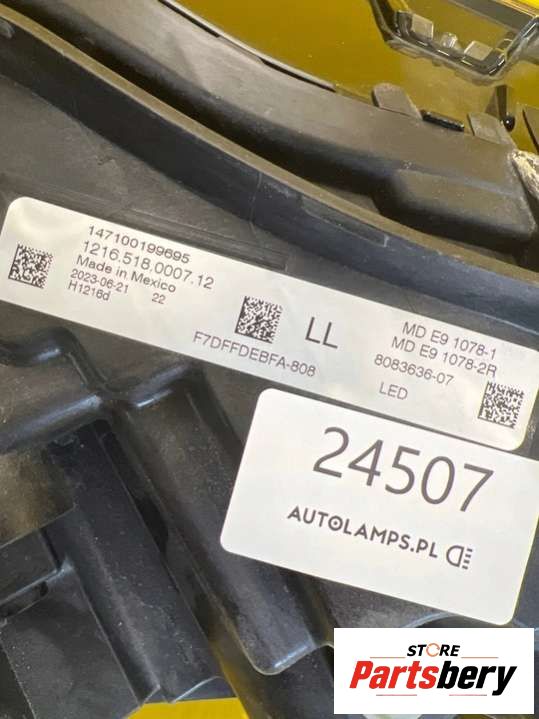 147100199695
1216.518.0007.12
Made in Mexico
2023-06-21 22
H1216d
F7DFFDEBFA-808
LL
MD E9 1078-1
MD E9 1078-2R
8083636-07
LED
24507
AUTOLAMPS.PL
STORE
Partsbery